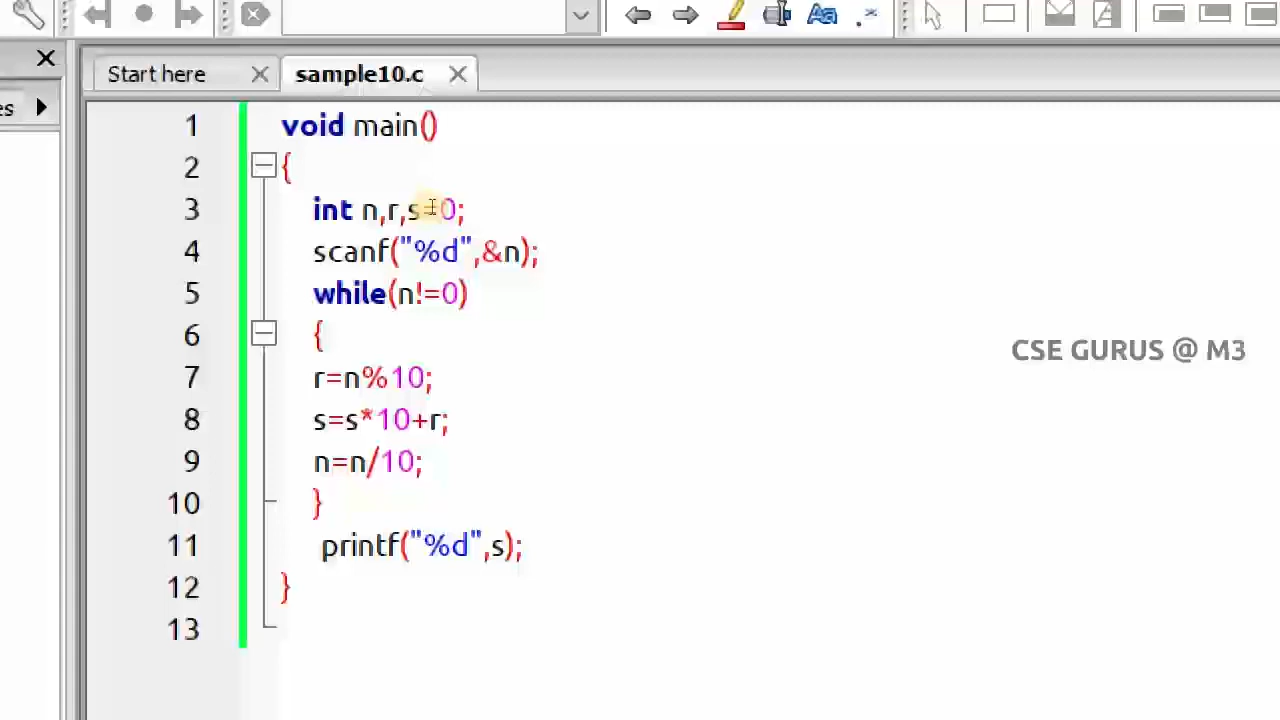 Start here
sample10.c
es
1 void main()
2 {
3 int n,r,s=0;
4 scanf("%d",&n);
5 while(n!=0)
6 {
7 r=n%10;
8 s=s*10+r;
9 n=n/10;
10 }
11 printf("%d",s);
12 }
13
CSE GURUS @ M3